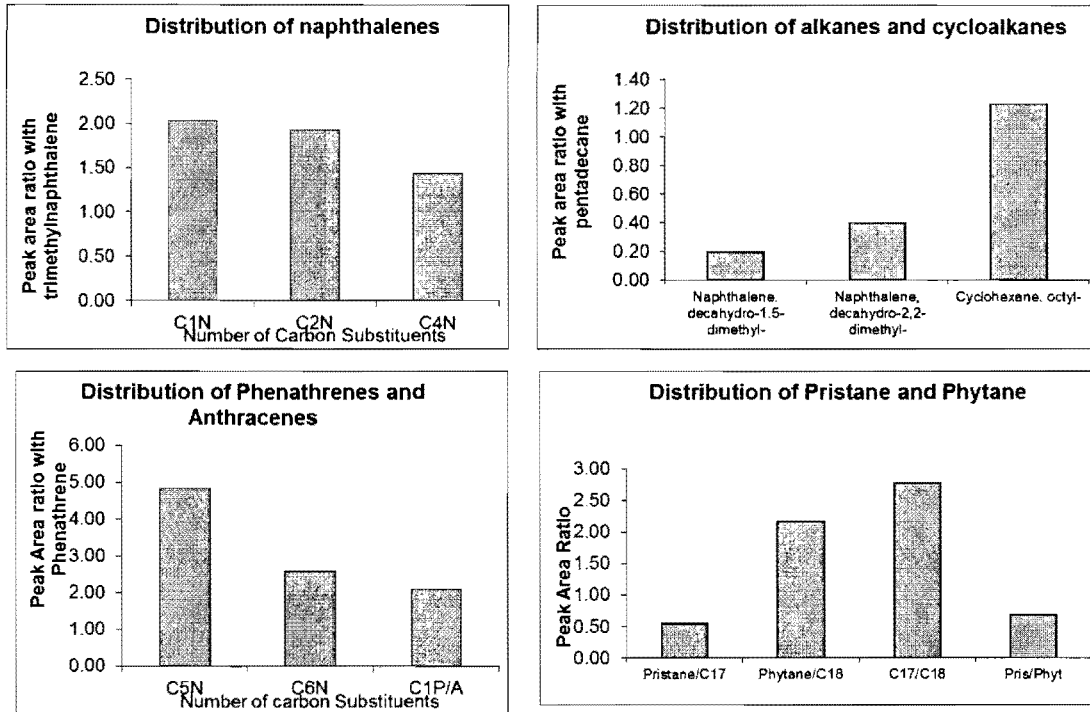 Distribution of naphthalenes
Peak area ratio with
trimethylnaphthalene
2.50
2.00
1.50
1.00
0.50
0.00
C1N C2N C4N
Number of Carbon Substituents
Distribution of alkanes and cycloalkanes
Peak area ratio with
pentadecane
1.40
1.20
1.00
0.80
0.60
0.40
0.20
0.00
Naphthalene, decahydro-1,5-dimethyl-
Naphthalene, decahydro-2,2-dimethyl-
Cyclohexane, octyl-
Distribution of Phenathrenes and
Anthracenes
Peak Area ratio with
Phenathrene
6.00
5.00
4.00
3.00
2.00
1.00
0.00
C5N C6N C1P/A
Number of carbon Substituents
Distribution of Pristane and Phytane
Peak Area Ratio
3.00
2.50
2.00
1.50
1.00
0.50
0.00
Pristane/C17 Phytane/C18 C17/C18 Pris/Phyt